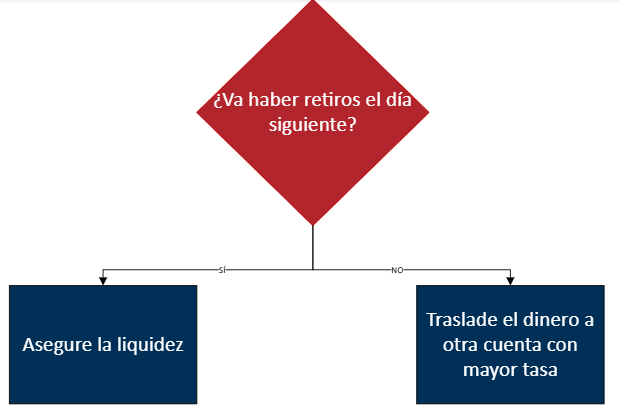 ¿Va haber retiros el día
siguiente?
SÍ
NO
Asegure la liquidez
Traslade el dinero a
otra cuenta con
mayor tasa